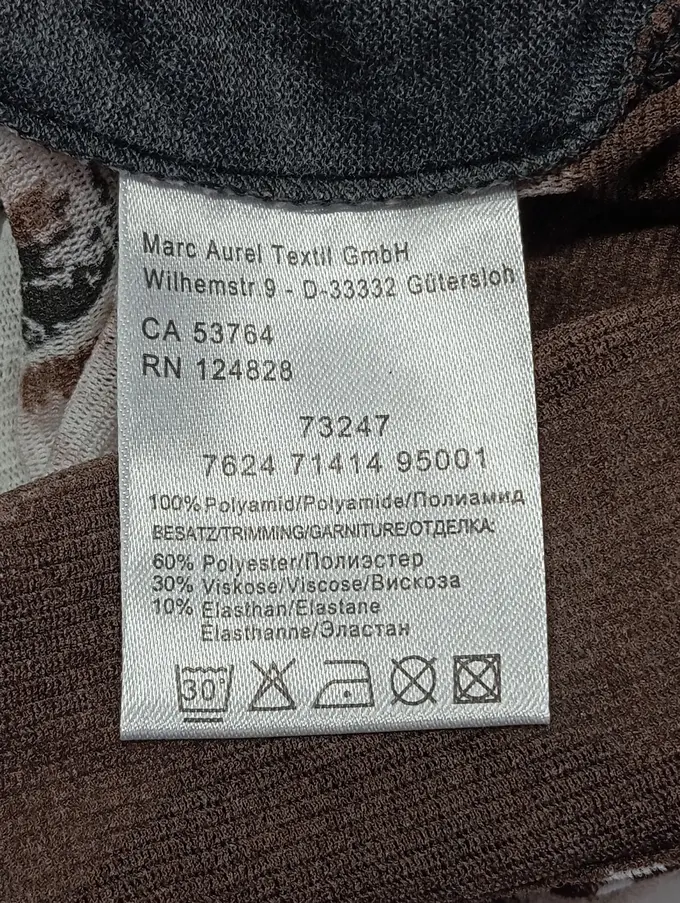 Marc Aurel Textil GmbH
Wilhemstr.9 - D-33332 Gütersloh
CA 53764
RN 124828
73247
7624 71414 95001
100% Polyamid/Polyamide/Полиамид
BESATZ/TRIMMING/GARNITURE/ОТДЕЛКА:
60% Polyester/Полиэстер
30% Viskose/Viscose/Вискоза
10% Elasthan/Elastane
Elasthanne/Эластан
30°